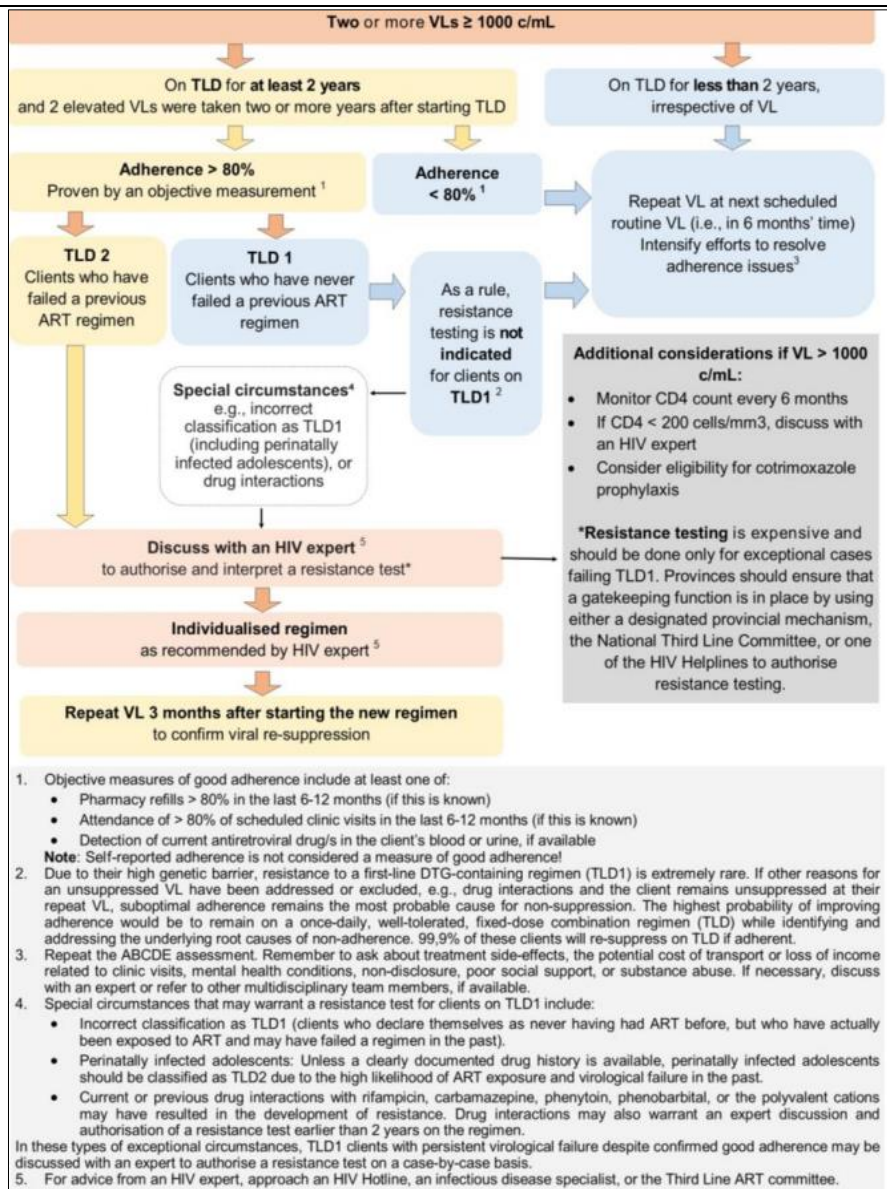 Two or more VLs ≥ 1000 c/mL
On TLD for at least 2 years
and 2 elevated VLs were taken two or more years after starting TLD
On TLD for less than 2 years,
irrespective of VL
Adherence > 80%
Proven by an objective measurement 1
Adherence
< 80% 1
Repeat VL at next scheduled
routine VL (i.e., in 6 months' time)
Intensify efforts to resolve
adherence issues3
TLD 2
Clients who have
failed a previous
ART regimen
TLD 1
Clients who have never
failed a previous ART
regimen
As a rule,
resistance
testing is not
indicated
for clients on
TLD1 2
Special circumstances4
e.g., incorrect
classification as TLD1
(including perinatally
infected adolescents), or
drug interactions
Additional considerations if VL > 1000
c/mL:
• Monitor CD4 count every 6 months
• If CD4 < 200 cells/mm3, discuss with
an HIV expert
• Consider eligibility for cotrimoxazole
prophylaxis
*Resistance testing is expensive and
should be done only for exceptional cases
failing TLD1. Provinces should ensure that
a gatekeeping function is in place by using
either a designated provincial mechanism,
the National Third Line Committee, or one
of the HIV Helplines to authorise
resistance testing.
Discuss with an HIV expert 5
to authorise and interpret a resistance test*
Individualised regimen
as recommended by HIV expert 5
Repeat VL 3 months after starting the new regimen
to confirm viral re-suppression
1. Objective measures of good adherence include at least one of:
• Pharmacy refills > 80% in the last 6-12 months (if this is known)
• Attendance of > 80% of scheduled clinic visits in the last 6-12 months (if this is known)
• Detection of current antiretroviral drug/s in the client's blood or urine, if available
Note: Self-reported adherence is not considered a measure of good adherence!
2. Due to their high genetic barrier, resistance to a first-line DTG-containing regimen (TLD1) is extremely rare. If other reasons for
an unsuppressed VL have been addressed or excluded, e.g., drug interactions and the client remains unsuppressed at their
repeat VL, suboptimal adherence remains the most probable cause for non-suppression. The highest probability of improving
adherence would be to remain on a once-daily, well-tolerated, fixed-dose combination regimen (TLD) while identifying and
addressing the underlying root causes of non-adherence. 99,9% of these clients will re-suppress on TLD if adherent.
3. Repeat the ABCDE assessment. Remember to ask about treatment side-effects, the potential cost of transport or loss of income
related to clinic visits, mental health conditions, non-disclosure, poor social support, or substance abuse. If necessary, discuss
with an expert or refer to other multidisciplinary team members, if available.
4. Special circumstances that may warrant a resistance test for clients on TLD1 include:
• Incorrect classification as TLD1 (clients who declare themselves as never having had ART before, but who have actually
been exposed to ART and may have failed a regimen in the past).
• Perinatally infected adolescents: Unless a clearly documented drug history is available, perinatally infected adolescents
should be classified as TLD2 due to the high likelihood of ART exposure and virological failure in the past.
• Current or previous drug interactions with rifampicin, carbamazepine, phenytoin, phenobarbital, or the polyvalent cations
may have resulted in the development of resistance. Drug interactions may also warrant an expert discussion and
authorisation of a resistance test earlier than 2 years on the regimen.
In these types of exceptional circumstances, TLD1 clients with persistent virological failure despite confirmed good adherence may be
discussed with an expert to authorise a resistance test on a case-by-case basis.
5. For advice from an HIV expert, approach an HIV Hotline, an infectious disease specialist, or the Third Line ART committee.